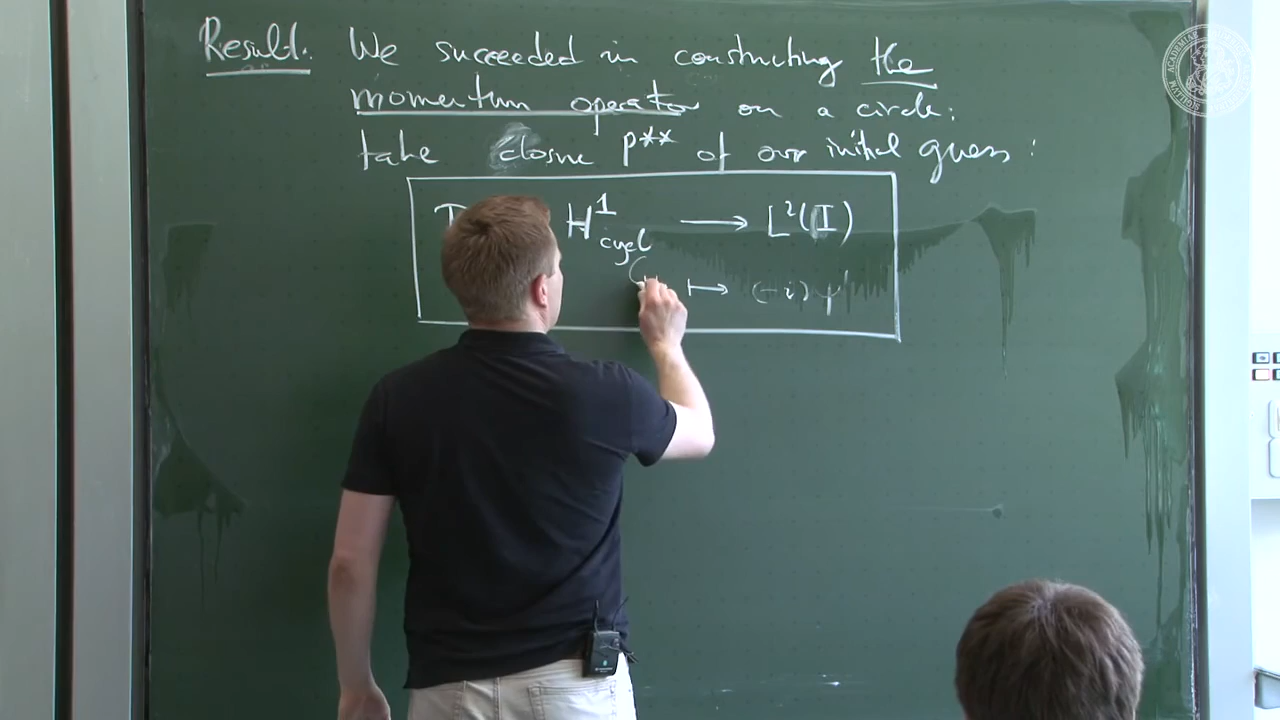 Result. We succeeded in constructing the
momentum operator on a circle:
take closure P** of our initial guess:
H¹cycl ⟶ L²(I)
⟼ (-i) ψ'